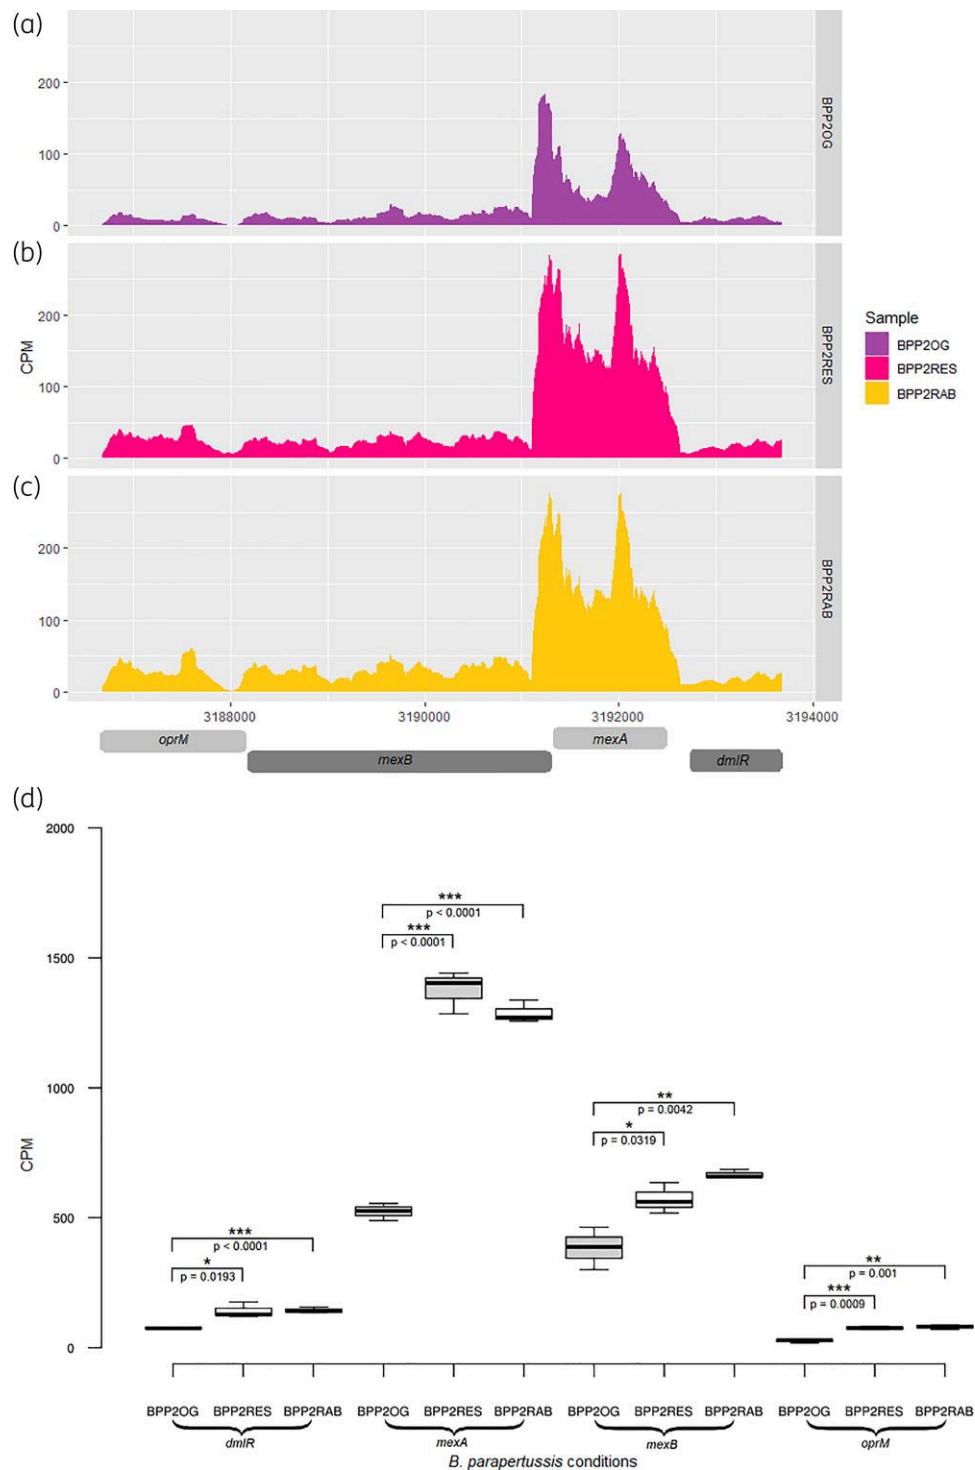 (a)
200
100
0
BPP2OG
(b)
200
100
0
BPP2RES
CPM
Sample
BPP2OG
BPP2RES
BPP2RAB
(c)
200
100
0
BPP2RAB
3188000 3190000 3192000 3194000
oprM mexA
mexB dmlR
(d)
2000
1500
1000
500
0
CPM
***
p < 0.0001
***
p < 0.0001
**
p = 0.0042
*
p = 0.0319
***
p < 0.0001
*
p = 0.0193
**
p = 0.001
***
p = 0.0009
BPP2OG BPP2RES BPP2RAB BPP2OG BPP2RES BPP2RAB BPP2OG BPP2RES BPP2RAB BPP2OG BPP2RES BPP2RAB
dmlR mexA mexB oprM
B. parapertussis conditions